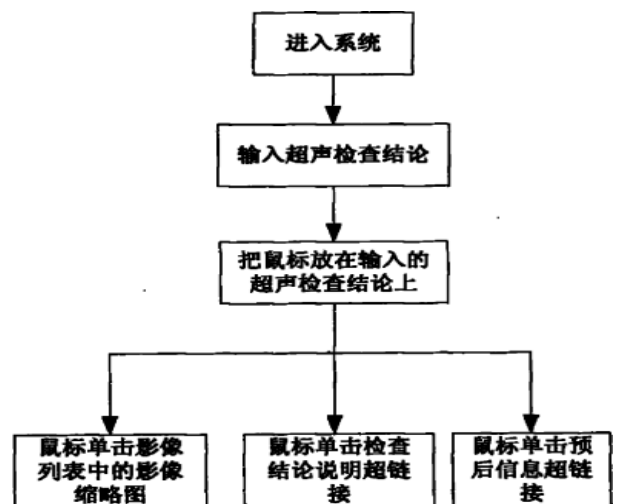 进入系统
输入超声检查结论
把鼠标放在输入的
超声检查结论上
鼠标单击影像
列表中的影像
缩略图
鼠标单击检查
结论说明超链
接
鼠标单击预
后信息超链
接